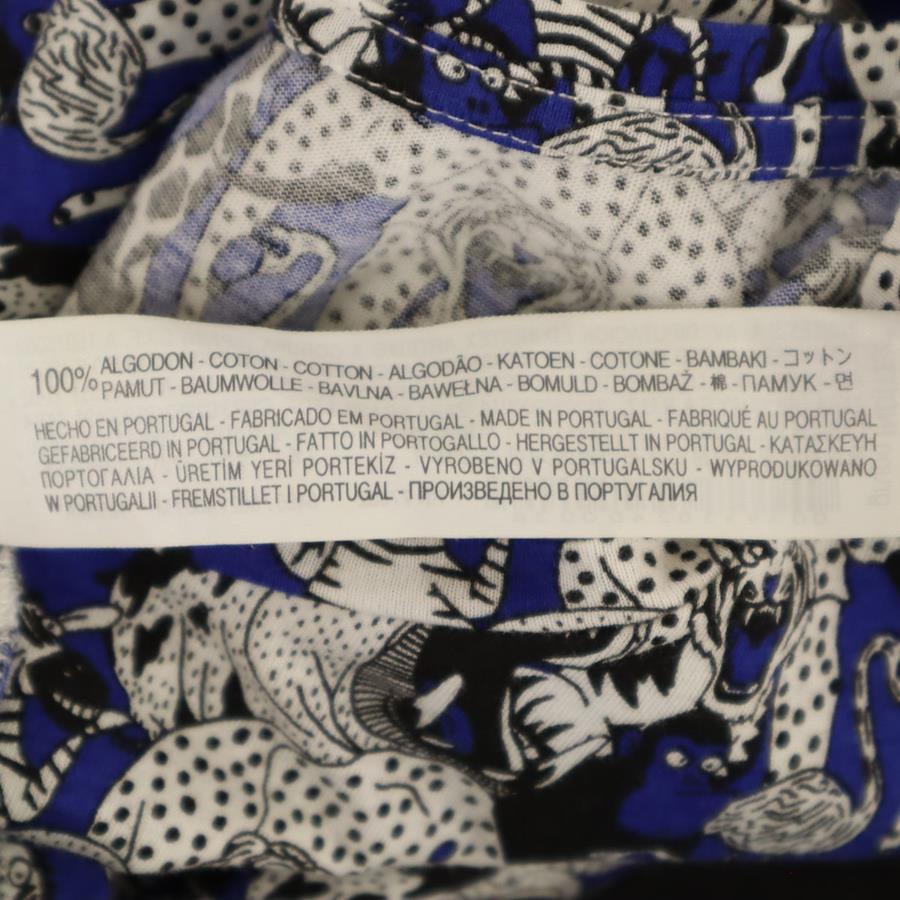 100% ALGODON - COTON - COTTON - ALGODÃO - KATOEN - COTONE - BAMBAKI - コットン
PAMUT - BAUMWOLLE - BAVLNA - BAWEŁNA - BOMULD - BOMBAŽ - 棉 - ПАМУК - 면
HECHO EN PORTUGAL - FABRICADO EM PORTUGAL - MADE IN PORTUGAL - FABRIQUÉ AU PORTUGAL
GEFABRICEERD IN PORTUGAL - FATTO IN PORTOGALLO - HERGESTELLT IN PORTUGAL - ΚΑΤΑΣΚΕΥΗ
ΠΟΡΤΟΓΑΛΙΑ - ÜRETİM YERİ PORTEKİZ - VYROBENO V PORTUGALSKU - WYPRODUKOWANO
W PORTUGALII - FREMSTILLET I PORTUGAL - ПРОИЗВЕДЕНО В ПОРТУГАЛИЯ